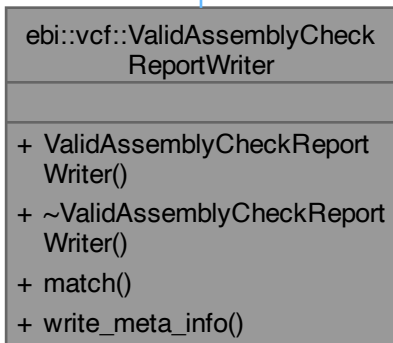 ebi::vcf::ValidAssemblyCheck
ReportWriter
+ ValidAssemblyCheckReport
Writer()
+ ~ValidAssemblyCheckReport
Writer()
+ match()
+ write_meta_info()